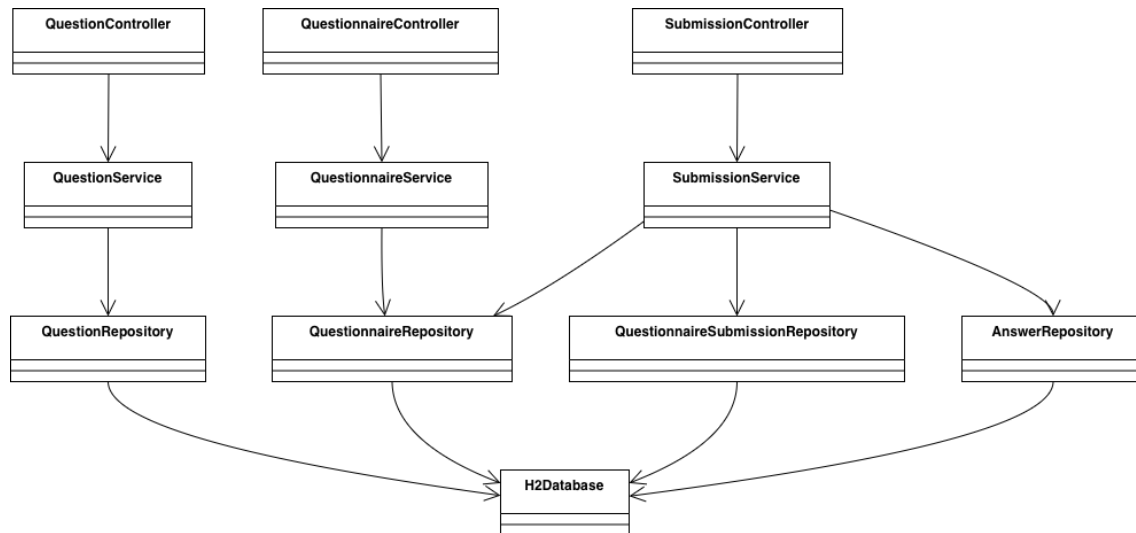 QuestionController
QuestionnaireController
SubmissionController
QuestionService
QuestionnaireService
SubmissionService
QuestionRepository
QuestionnaireRepository
QuestionnaireSubmissionRepository
AnswerRepository
H2Database